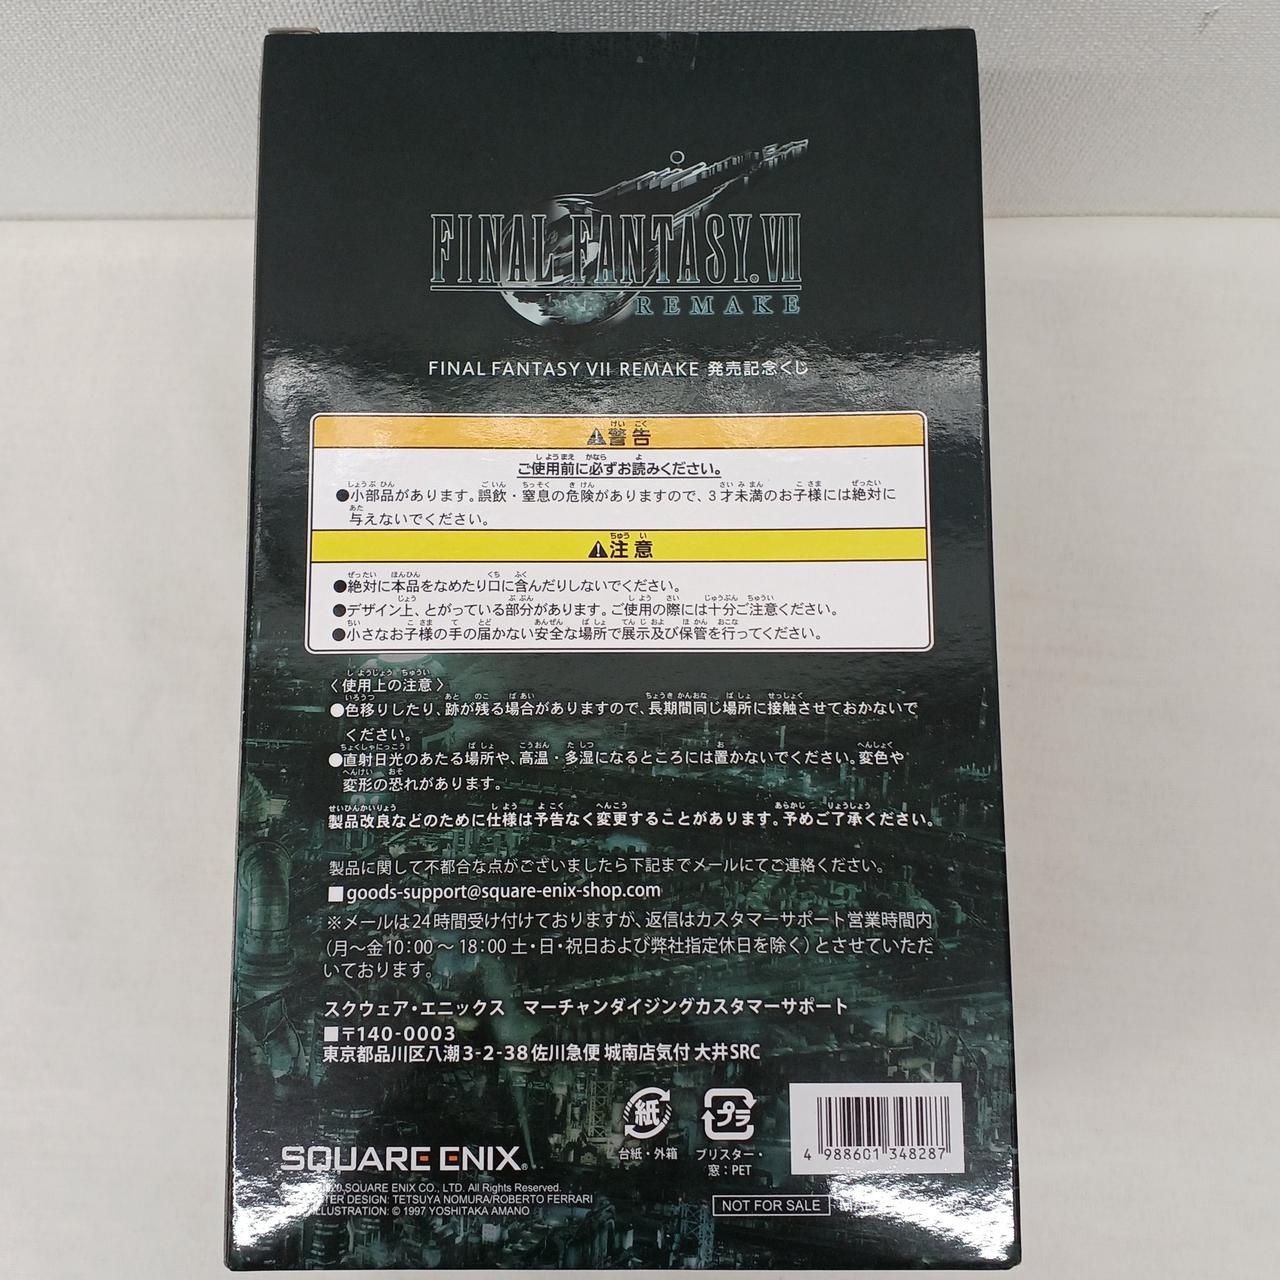 FINAL FANTASY VII
REMAKE
FINAL FANTASY VII REMAKE 発売記念くじ
警告
ご使用前に必ずお読みください。
●小部品があります。誤飲・窒息の危険がありますので、3才未満のお子様には絶対に
与えないでください。
注意
●絶対に本品をなめたり口に含んだりしないでください。
●デザイン上、とがっている部分があります。ご使用の際には十分ご注意ください。
●小さなお子様の手の届かない安全な場所で展示及び保管を行ってください。
〈使用上の注意〉
●色移りしたり、跡が残る場合がありますので、長期間同じ場所に接触させておかないで
ください。
●直射日光のあたる場所や、高温・多湿になるところには置かないでください。変色や
変形の恐れがあります。
製品改良などのために仕様は予告なく変更することがあります。予めご了承ください。
製品に関して不都合な点がございましたら下記までメールにてご連絡ください。
■goods-support@square-enix-shop.com
※メールは24時間受け付けておりますが、返信はカスタマーサポート営業時間内
(月〜金10:00〜18:00 土・日・祝日および弊社指定休日を除く)とさせていただ
いております。
スクウェア・エニックス マーチャンダイジングカスタマーサポート
■〒140-0003
東京都品川区八潮3-2-38佐川急便 城南店気付 大井SRC
紙 プラ
台紙・外箱 ブリスター・
窓：PET
4 988601 348287
SQUARE ENIX®
SQUARE ENIX CO., LTD. All Rights Reserved.
DESIGN: TETSUYA NOMURA/ROBERTO FERRARI
ILLUSTRATION: © 1997 YOSHITAKA AMANO
NOT FOR SALE